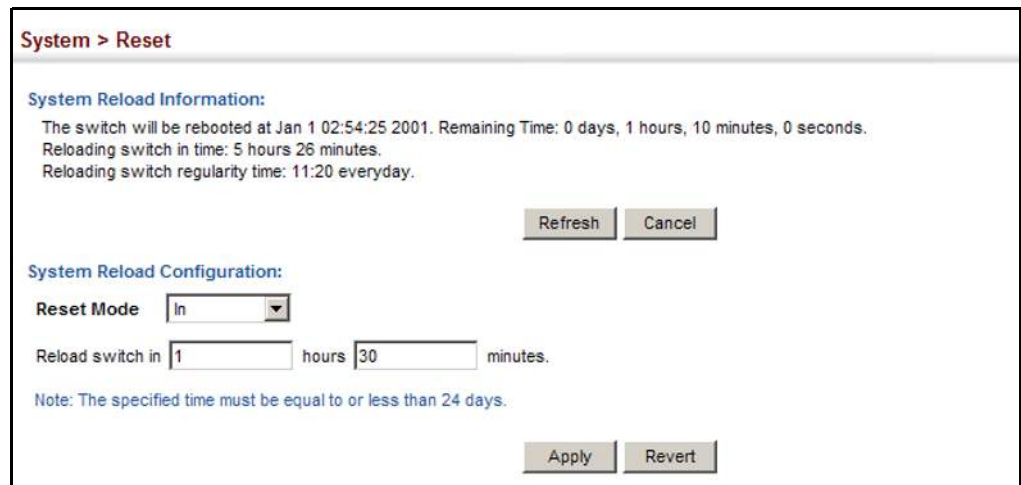 System > Reset
System Reload Information:
The switch will be rebooted at Jan 1 02:54:25 2001. Remaining Time: 0 days, 1 hours, 10 minutes, 0 seconds.
Reloading switch in time: 5 hours 26 minutes.
Reloading switch regularity time: 11:20 everyday.
Refresh Cancel
System Reload Configuration:
Reset Mode In
Reload switch in 1 hours 30 minutes.
Note: The specified time must be equal to or less than 24 days.
Apply Revert